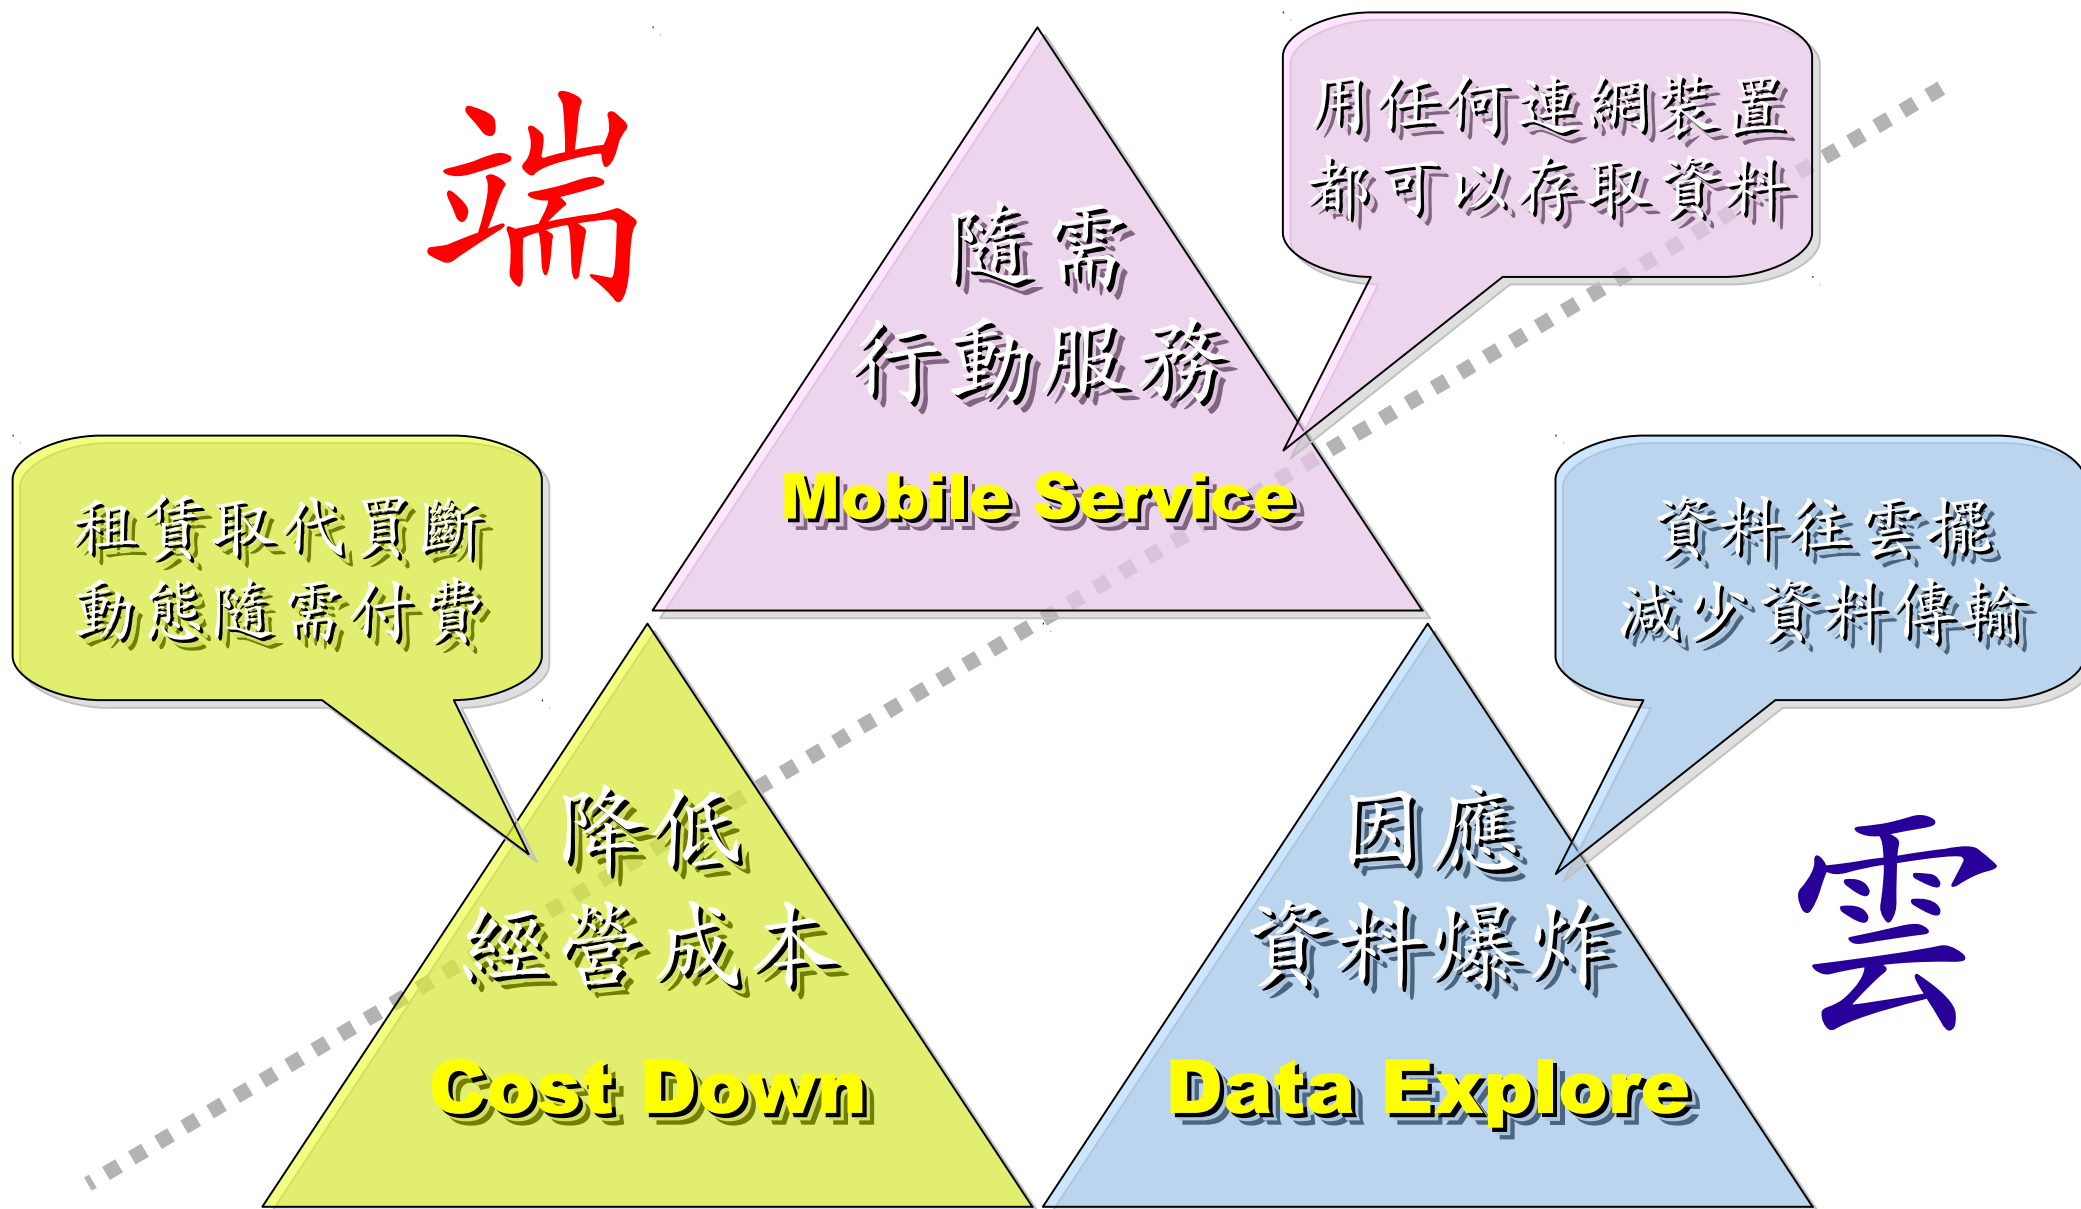 端
用任何連網裝置
都可以存取資料
隨需
行動服務
Mobile Service
租賃取代買斷
動態隨需付費
資料往雲擺
減少資料傳輸
降低
經營成本
Cost Down
因應
資料爆炸
Data Explore
雲